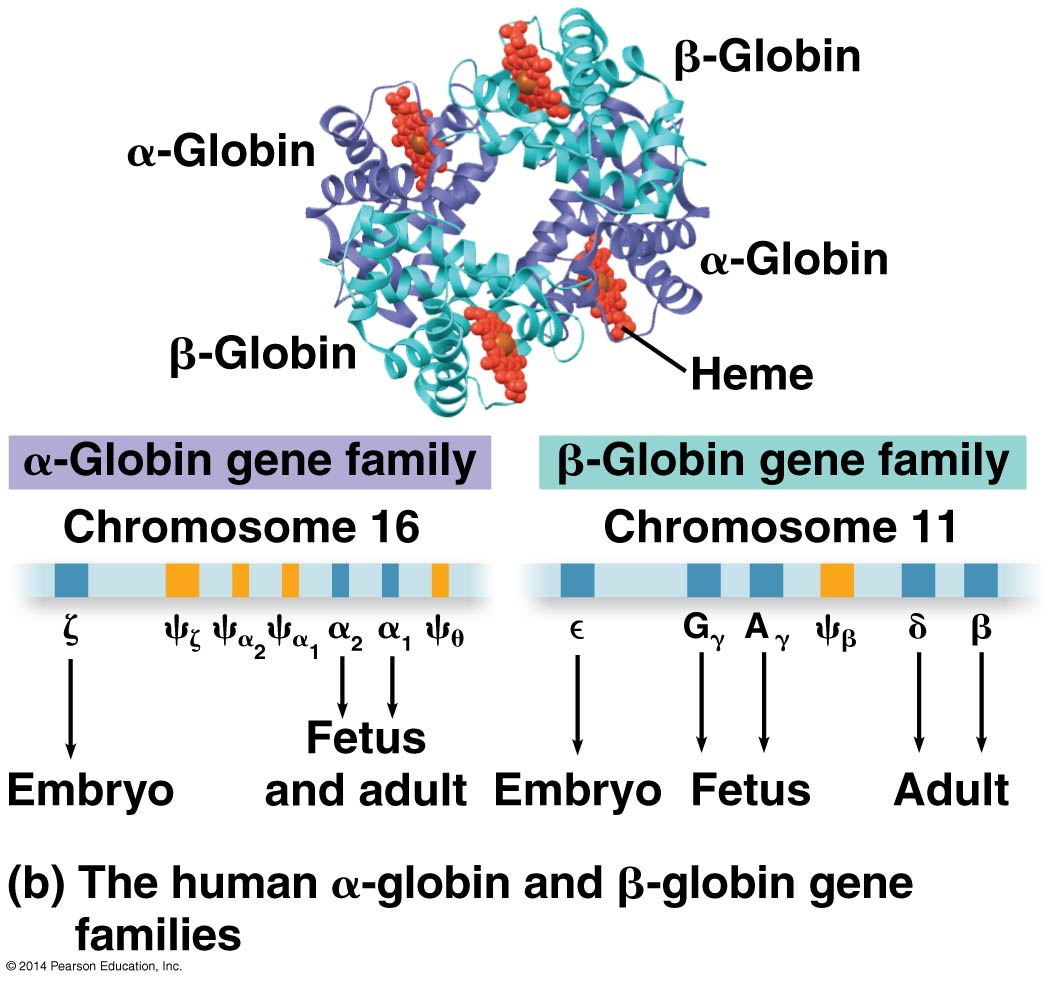 β-Globin
α-Globin
α-Globin
β-Globin
Heme
α-Globin gene family
β-Globin gene family
Chromosome 16
Chromosome 11
ζ ψζ ψα2 ψα1 α2 α1 ψθ
ϵ Gγ Aγ ψβ δ β
Fetus
and adult
Embryo
Embryo
Fetus
Adult
(b) The human α-globin and β-globin gene
families
© 2014 Pearson Education, Inc.